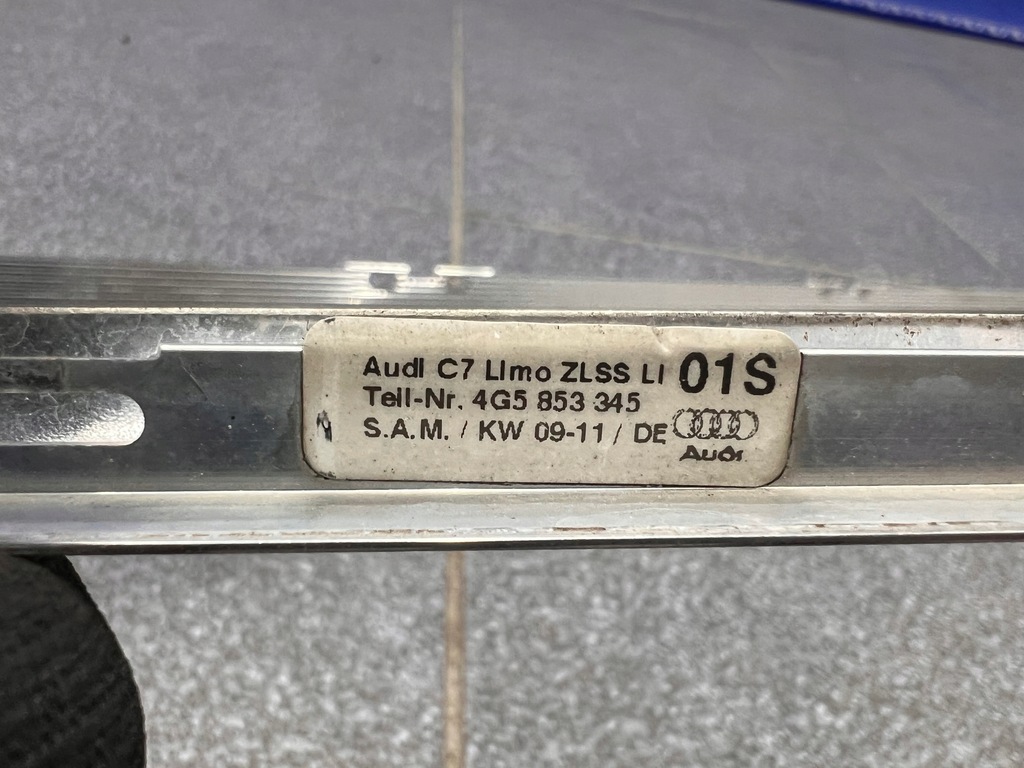 Audi C7 Limo ZLSS LI 01S
Teil-Nr. 4G5 853 345
S.A.M. / KW 09-11 / DE
Audi